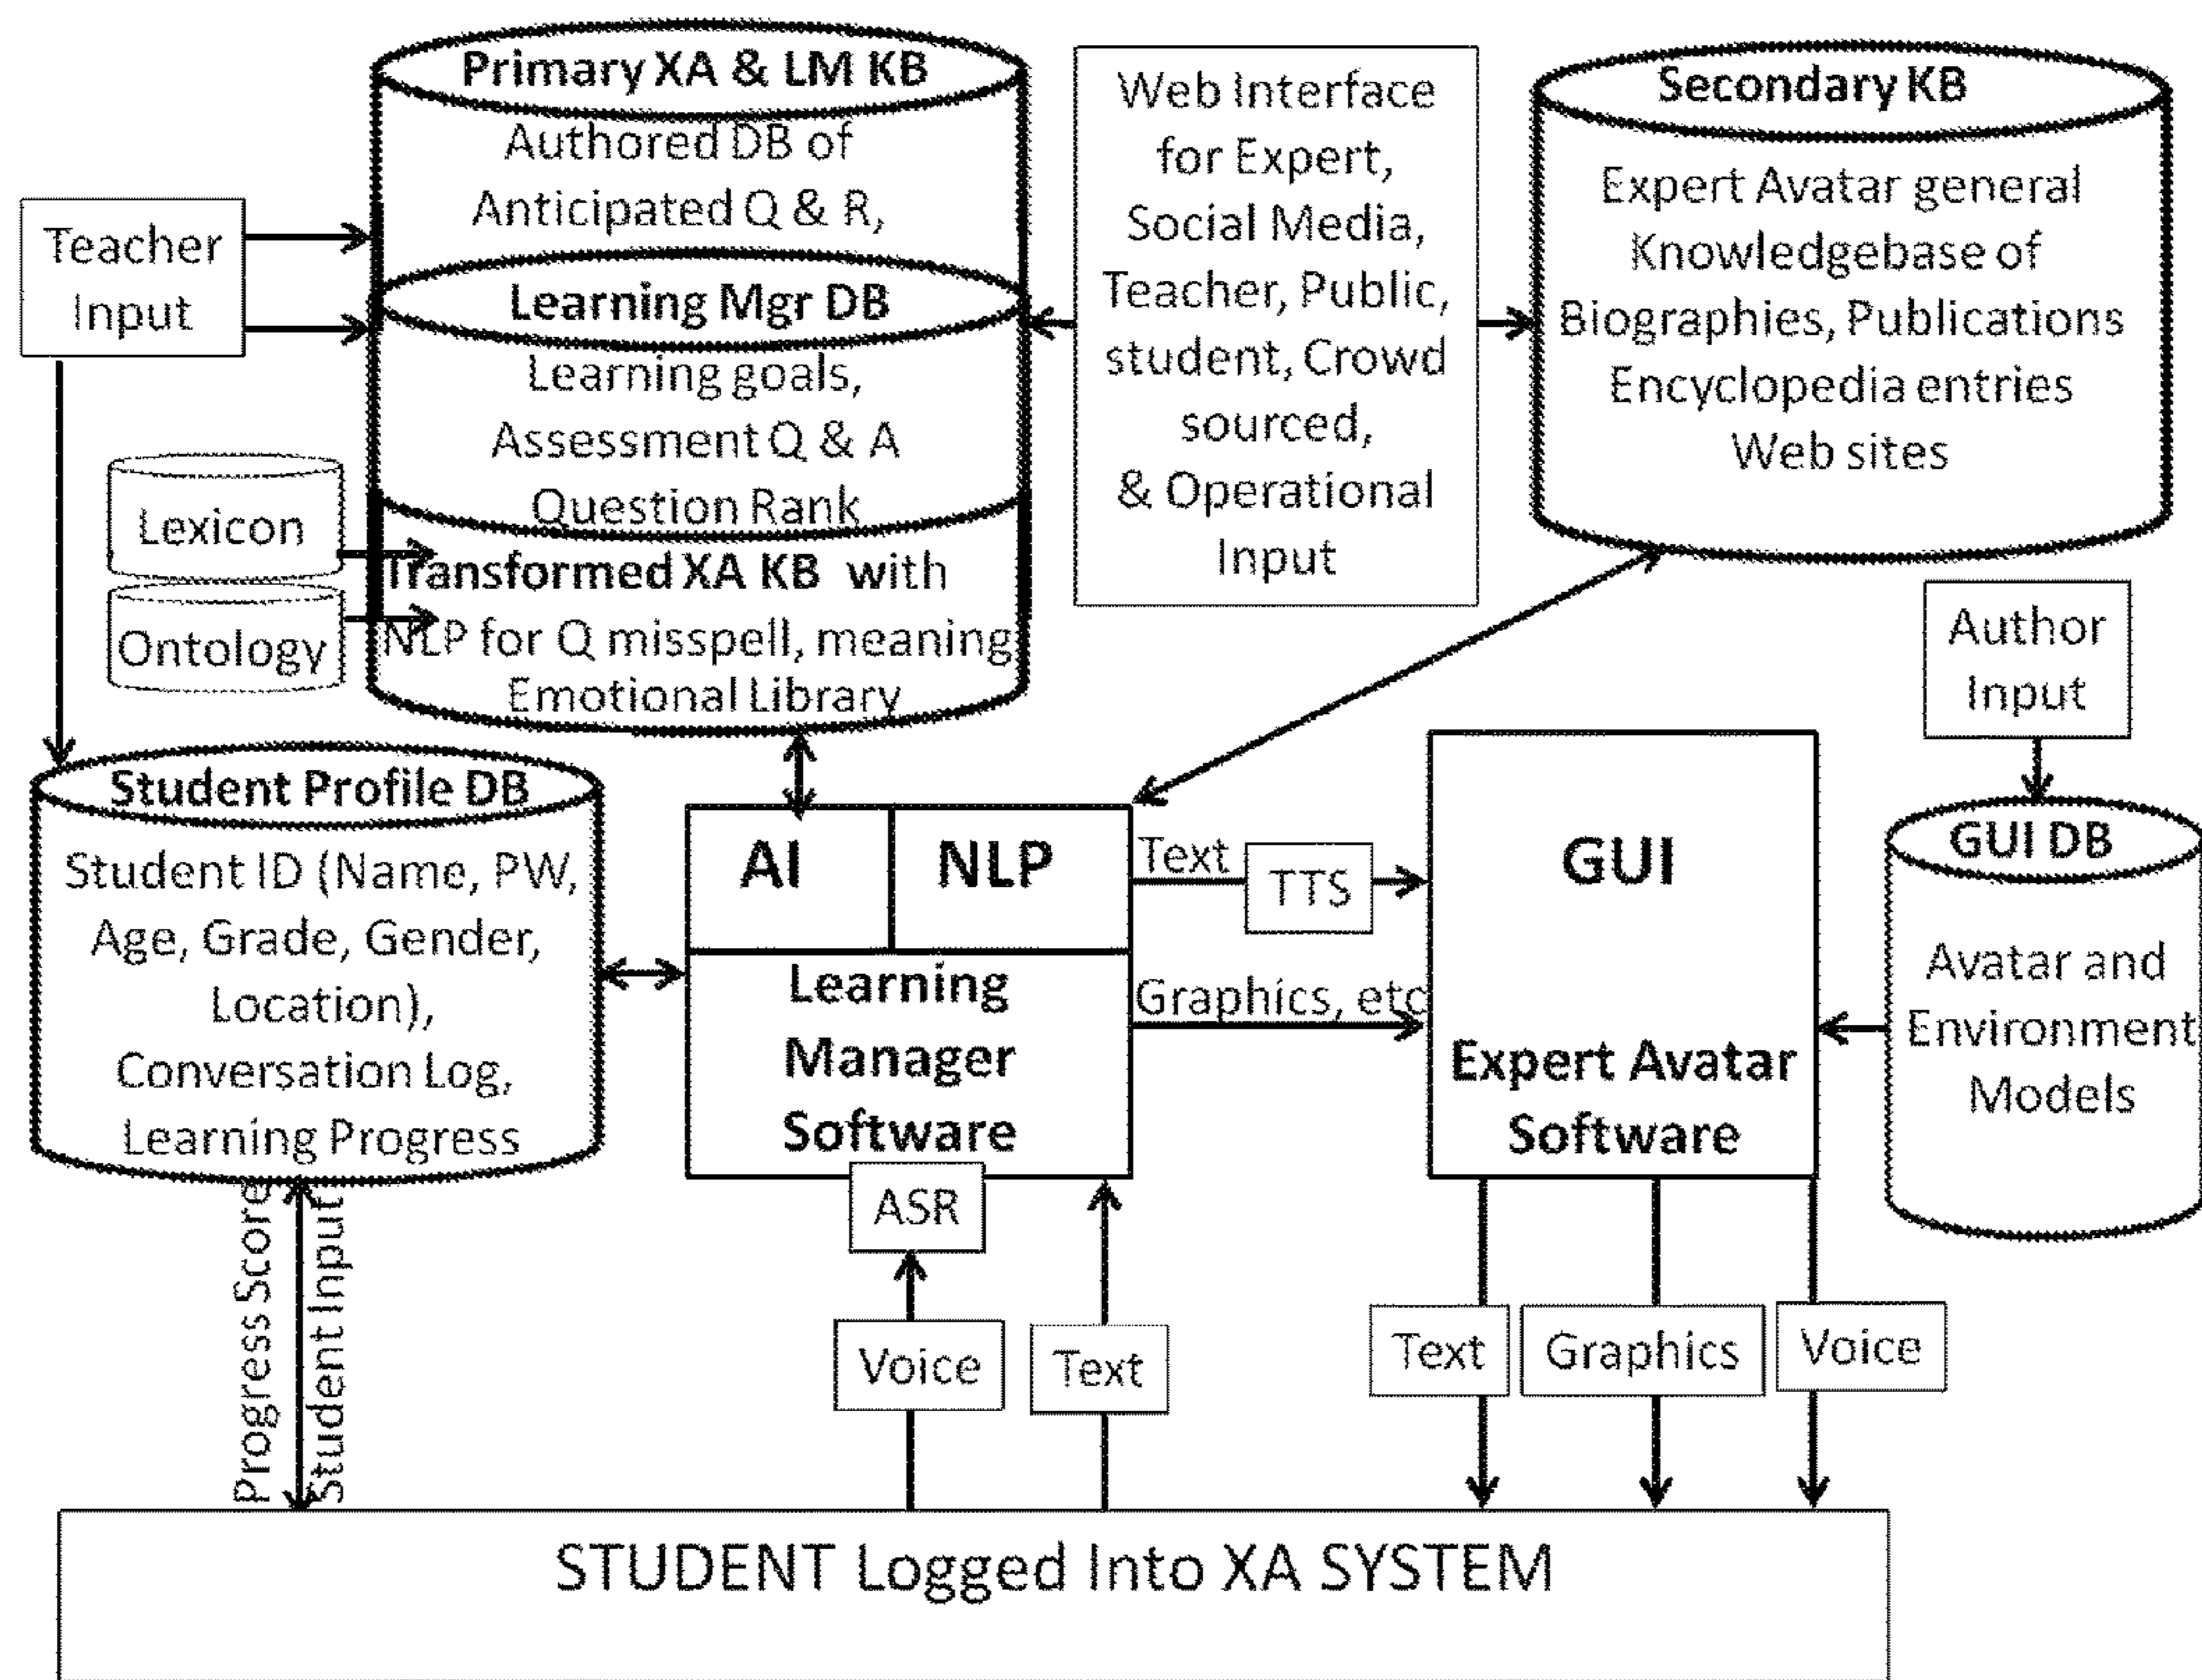 Primary XA & LM KB
Authored DB of
Anticipated Q & R,
Learning Mgr DB
Learning goals,
Assessment Q & A
Question Rank
Transformed XA KB with
NLP for Q misspell, meaning
Emotional Library
Teacher
Input
Lexicon
Ontology
Web Interface
for Expert,
Social Media,
Teacher, Public,
student, Crowd
sourced,
& Operational
Input
Secondary KB
Expert Avatar general
Knowledgebase of
Biographies, Publications
Encyclopedia entries
Web sites
Author
Input
Student Profile DB
Student ID (Name, PW,
Age, Grade, Gender,
Location),
Conversation Log,
Learning Progress
AI
NLP
Learning
Manager
Software
ASR
Text
TTS
Graphics, etc
GUI
Expert Avatar
Software
GUI DB
Avatar and
Environment
Models
Progress Score
Student Input
Voice
Text
Text
Graphics
Voice
STUDENT Logged Into XA SYSTEM